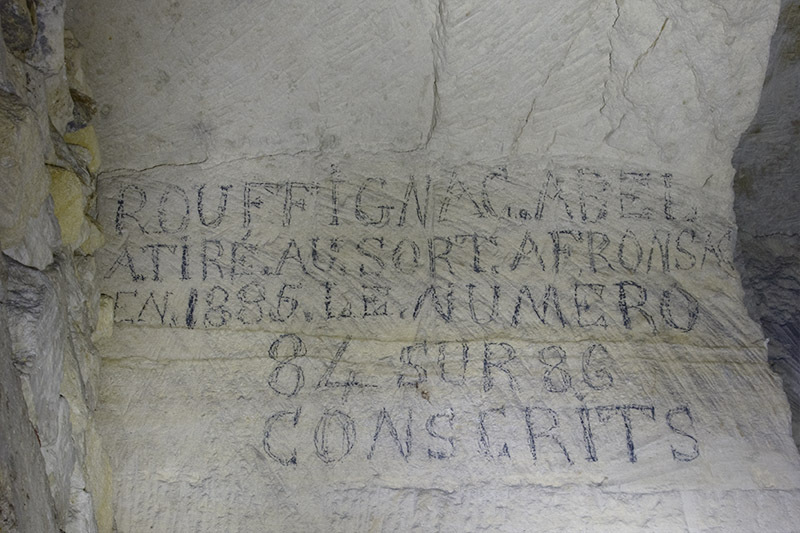 ROUFFIGNAC. ABEL
A. TIRÉ. AU. SORT. A FRONSAC
EN. 1886. LE. NUMERO
84 SUR 86
CONSCRITS